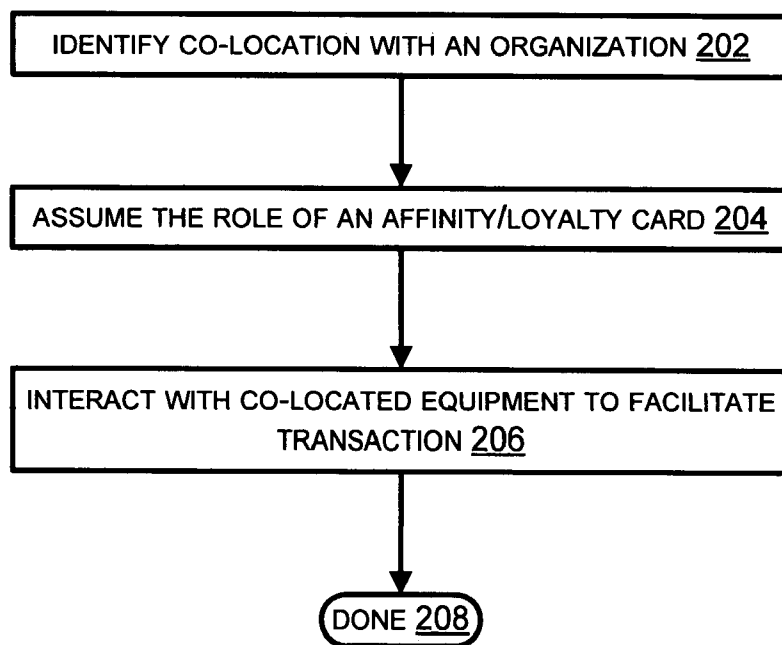 IDENTIFY CO-LOCATION WITH AN ORGANIZATION 202
ASSUME THE ROLE OF AN AFFINITY/LOYALTY CARD 204
INTERACT WITH CO-LOCATED EQUIPMENT TO FACILITATE
TRANSACTION 206
DONE 208